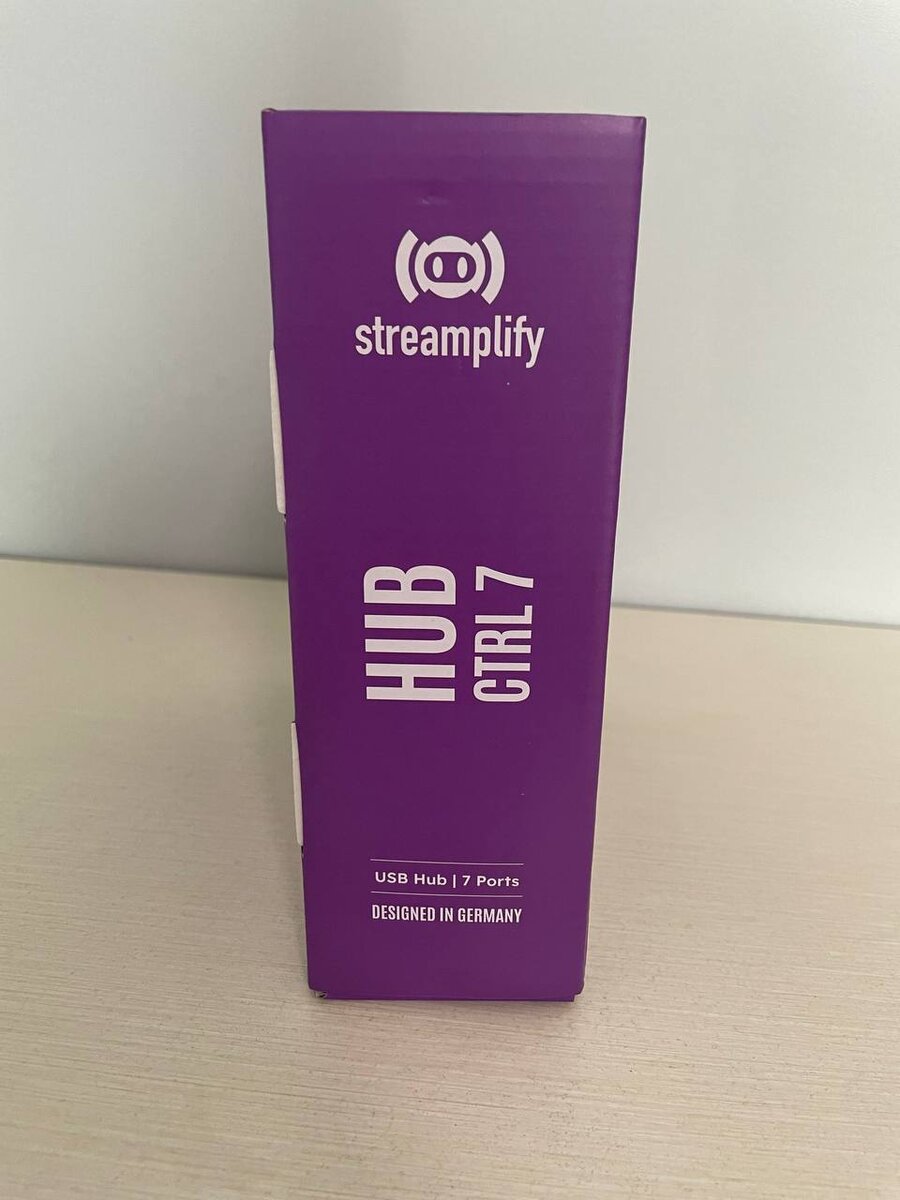 streamplify
HUB
CTRL 7
USB Hub | 7 Ports
DESIGNED IN GERMANY